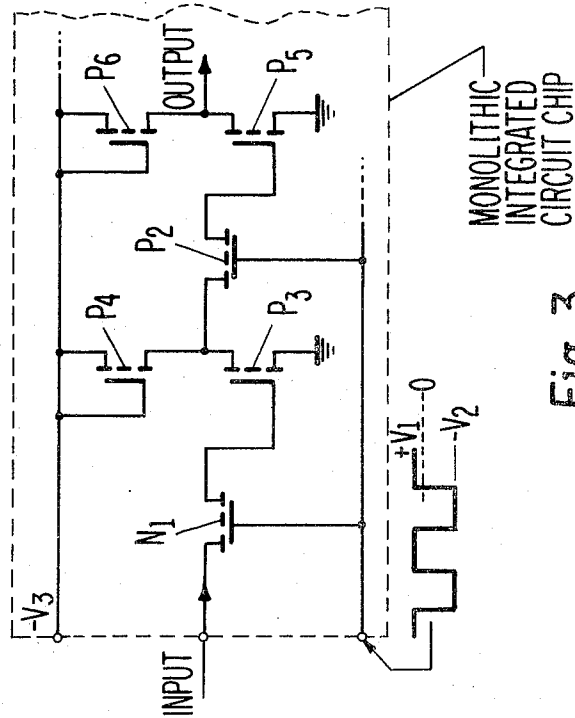 -V3
P4
P6
INPUT
N1
P3
P2
P5
OUTPUT
+V1
0
-V2
MONOLITHIC
INTEGRATED
CIRCUIT CHIP
Fig. 3